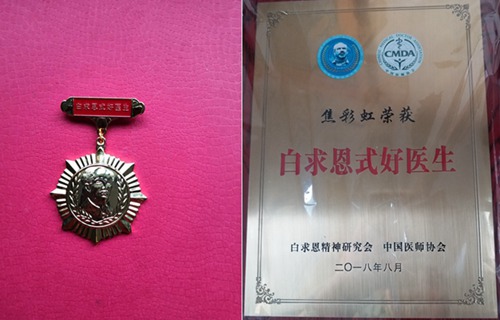 白求恩式好医生
CMDA
焦彩虹荣获
白求恩式好医生
白求恩精神研究会 中国医师协会
二〇一八年八月